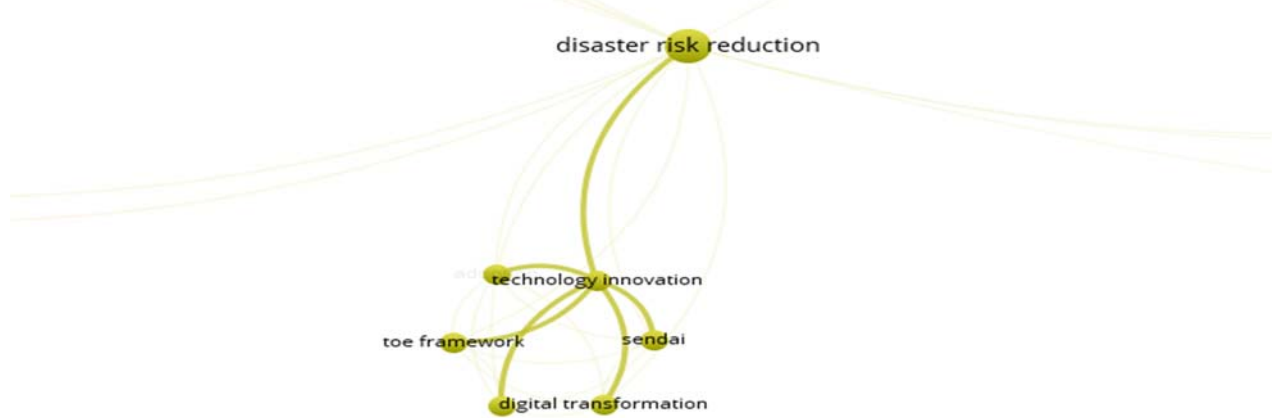 disaster risk reduction
technology innovation
toe framework
sendai
digital transformation